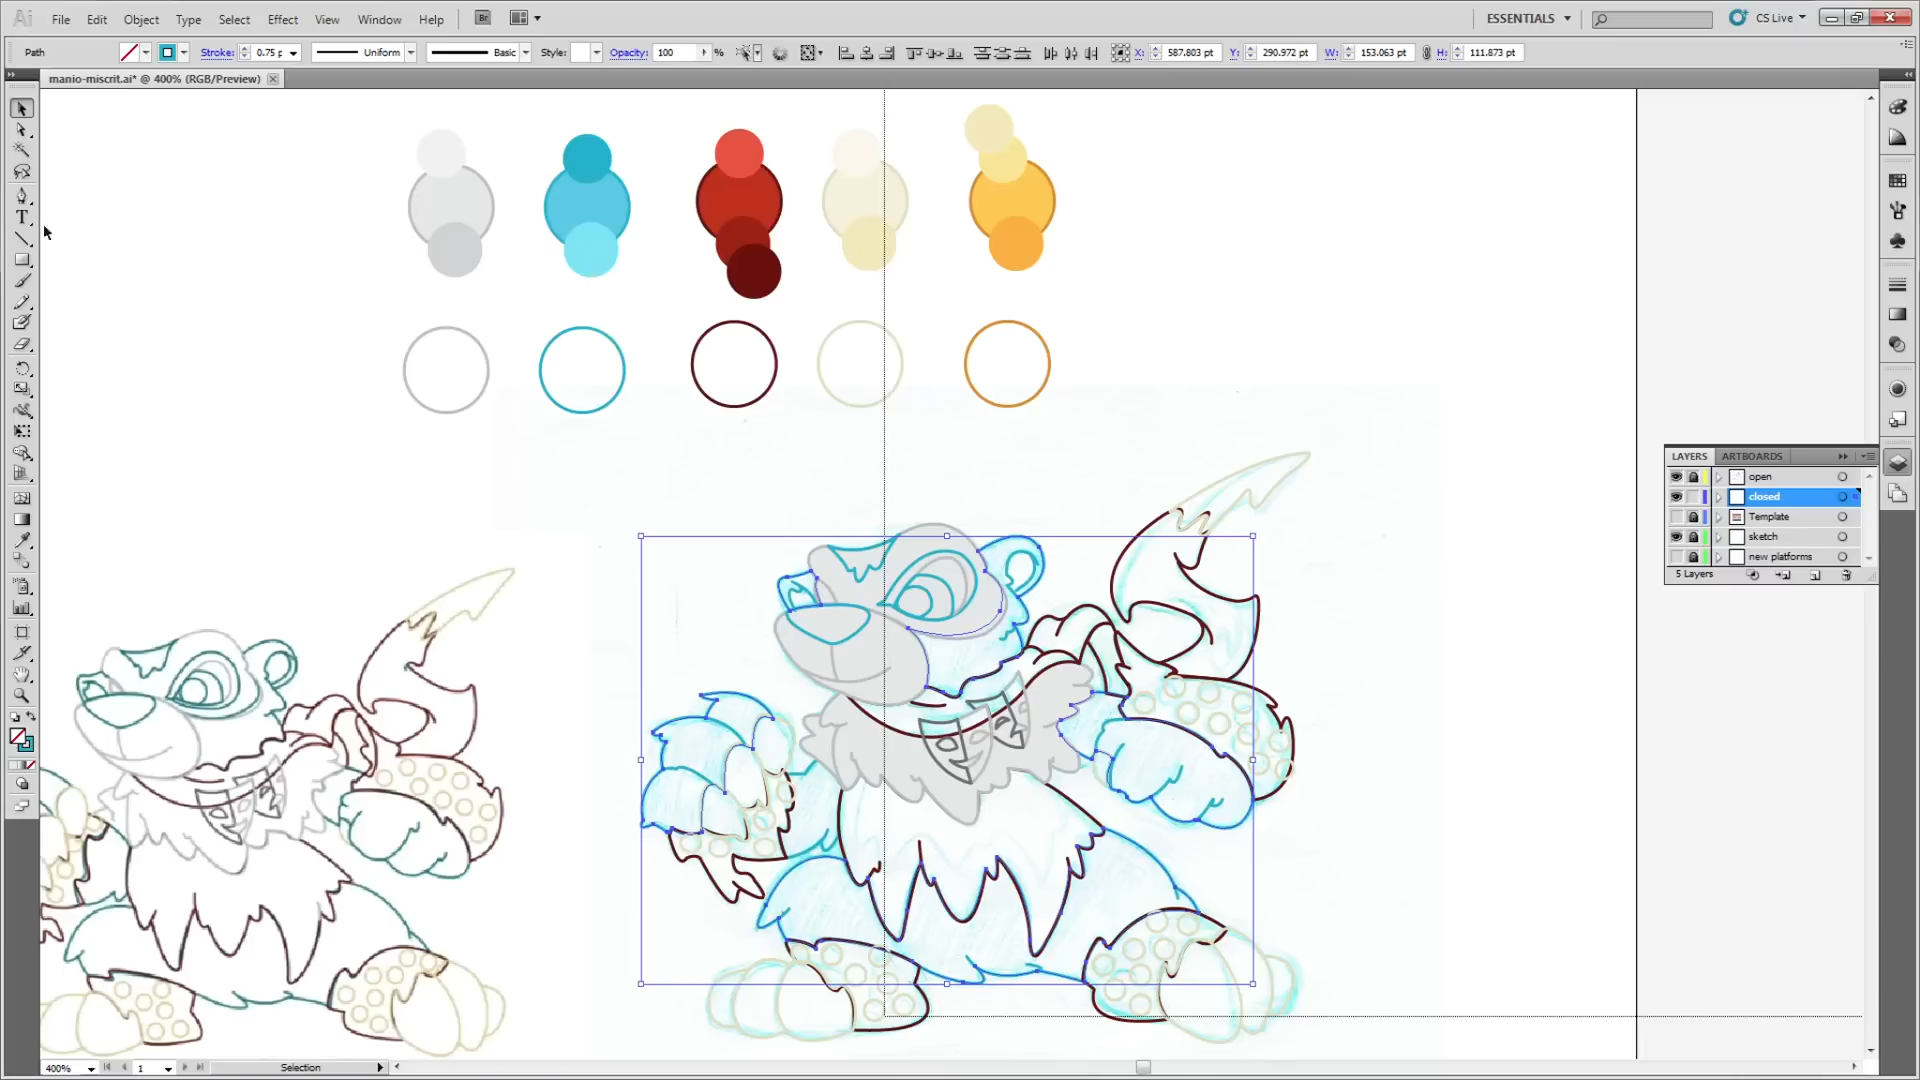 Ai File Edit Object Type Select Effect View Window Help Br ESSENTIALS CS Live
Path Stroke: 0.75 p Uniform Basic Style: Opacity: 100 % X: 587.803 pt Y: 290.972 pt W: 153.063 pt H: 111.873 pt
manio-miscrit.ai* @ 400% (RGB/Preview)
LAYERS ARTBOARDS
open
closed
Template
sketch
new platforms
5 Layers
400% 1 Selection